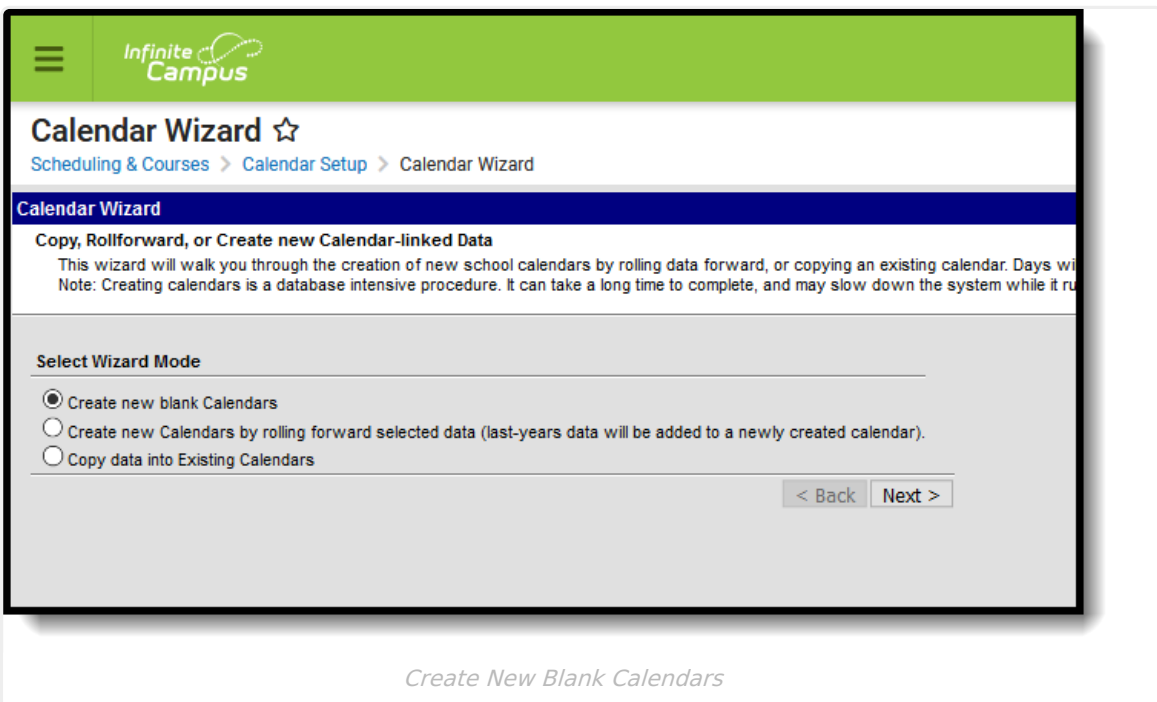 Infinite
Campus
Calendar Wizard
Scheduling & Courses > Calendar Setup > Calendar Wizard
Calendar Wizard
Copy, Rollforward, or Create new Calendar-linked Data
This wizard will walk you through the creation of new school calendars by rolling data forward, or copying an existing calendar. Days
Note: Creating calendars is a database intensive procedure. It can take a long time to complete, and may slow down the system while it
Select Wizard Mode
Create new blank Calendars
Create new Calendars by rolling forward selected data (last-years data will be added to a newly created calendar).
Copy data into Existing Calendars
< Back Next >
Create New Blank Calendars